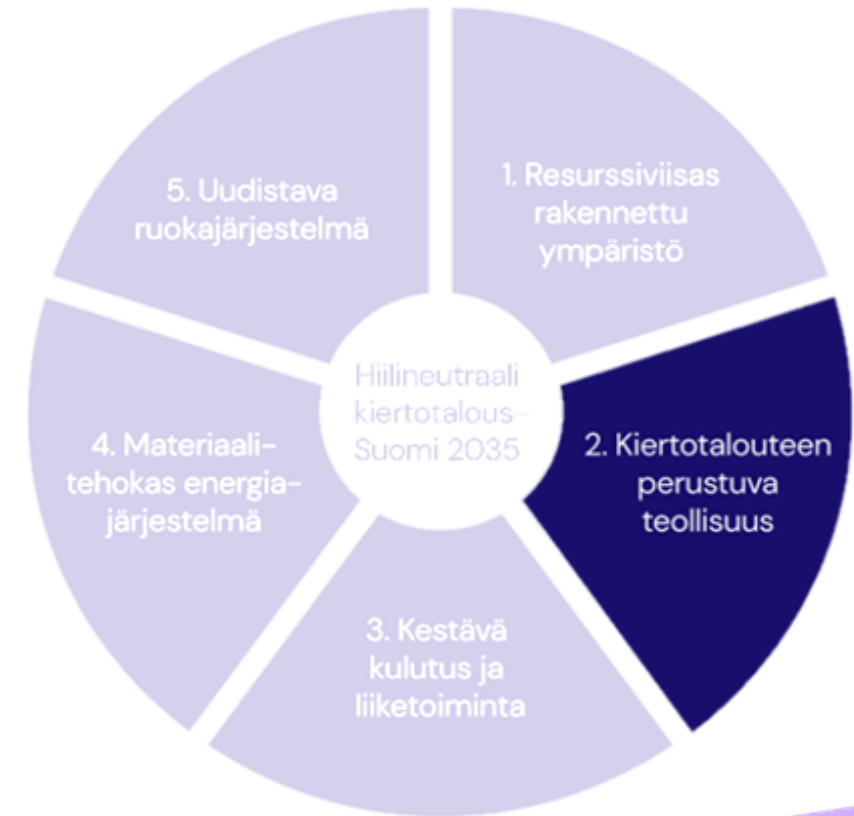 1. Resurssiviisas
rakennettu
ympäristö
2. Kiertotalouteen
perustuva
teollisuus
3. Kestävä
kulutus ja
liiketoiminta
4. Materiaali-
tehokas energia-
järjestelmä
5. Uudistava
ruokajärjestelmä
Hiilineutraali
kiertotalous-
Suomi 2035